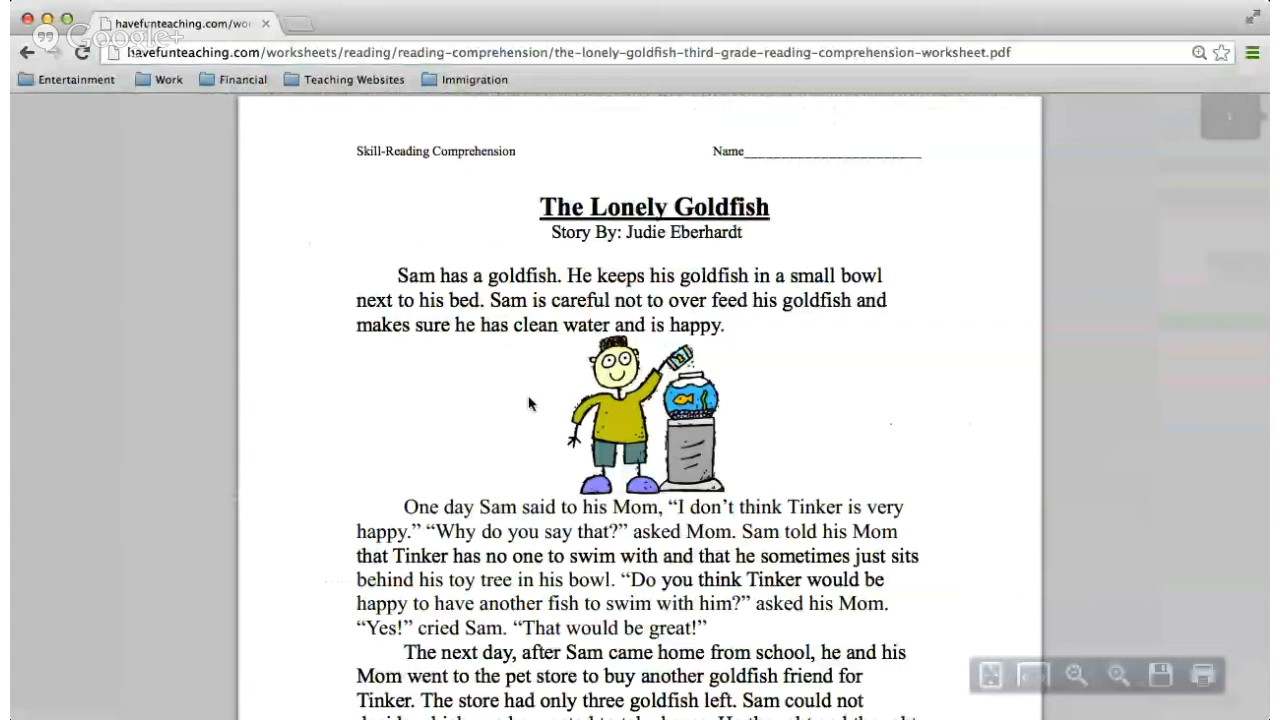 havefunteaching.com/wo
Google+
havefunteaching.com/worksheets/reading/reading-comprehension/the-lonely-goldfish-third-grade-reading-comprehension-worksheet.pdf
Entertainment Work Financial Teaching Websites Immigration
1
Skill-Reading Comprehension Name
The Lonely Goldfish
Story By: Judie Eberhardt
Sam has a goldfish. He keeps his goldfish in a small bowl
next to his bed. Sam is careful not to over feed his goldfish and
makes sure he has clean water and is happy.
One day Sam said to his Mom, “I don’t think Tinker is very
happy.” “Why do you say that?” asked Mom. Sam told his Mom
that Tinker has no one to swim with and that he sometimes just sits
behind his toy tree in his bowl. “Do you think Tinker would be
happy to have another fish to swim with him?” asked his Mom.
“Yes!” cried Sam. “That would be great!”
The next day, after Sam came home from school, he and his
Mom went to the pet store to buy another goldfish friend for
Tinker. The store had only three goldfish left. Sam could not